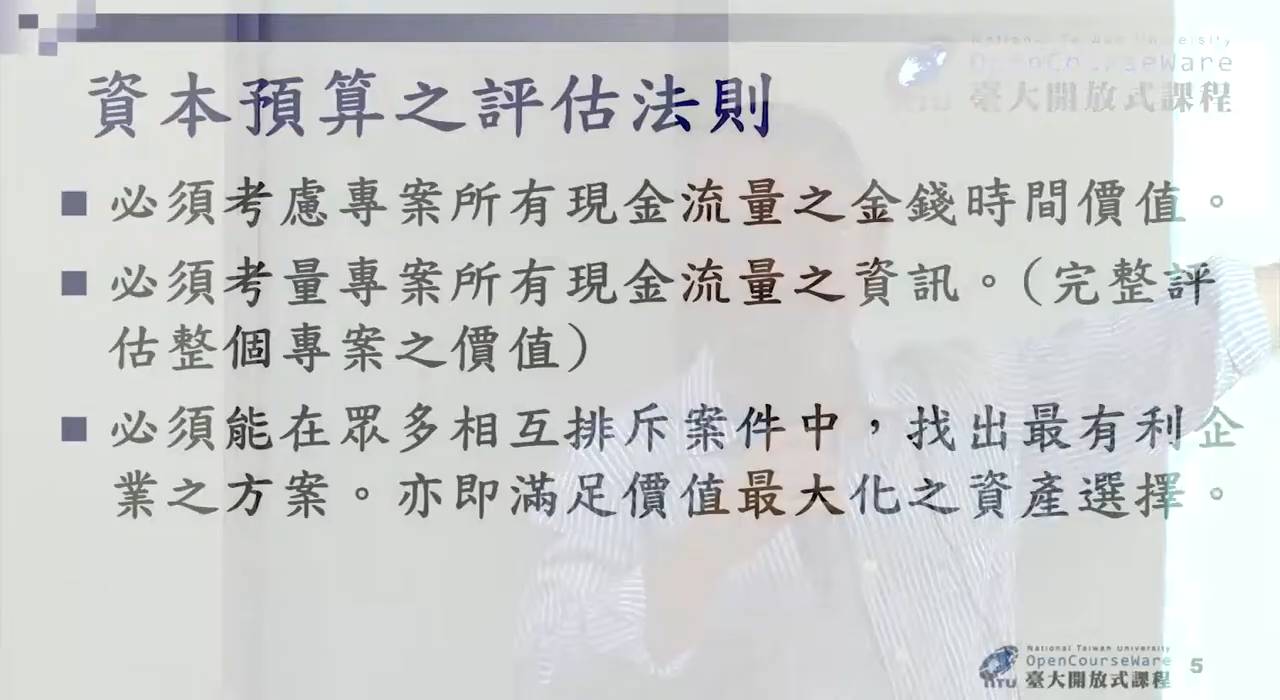 National Taiwan University
OpenCourseWare
臺大開放式課程
資本預算之評估法則
必須考慮專案所有現金流量之金錢時間價值。
必須考量專案所有現金流量之資訊。(完整評
估整個專案之價值)
必須能在眾多相互排斥案件中，找出最有利企
業之方案。亦即滿足價值最大化之資產選擇。
National Taiwan University
OpenCourseWare
NTU 臺大開放式課程
5